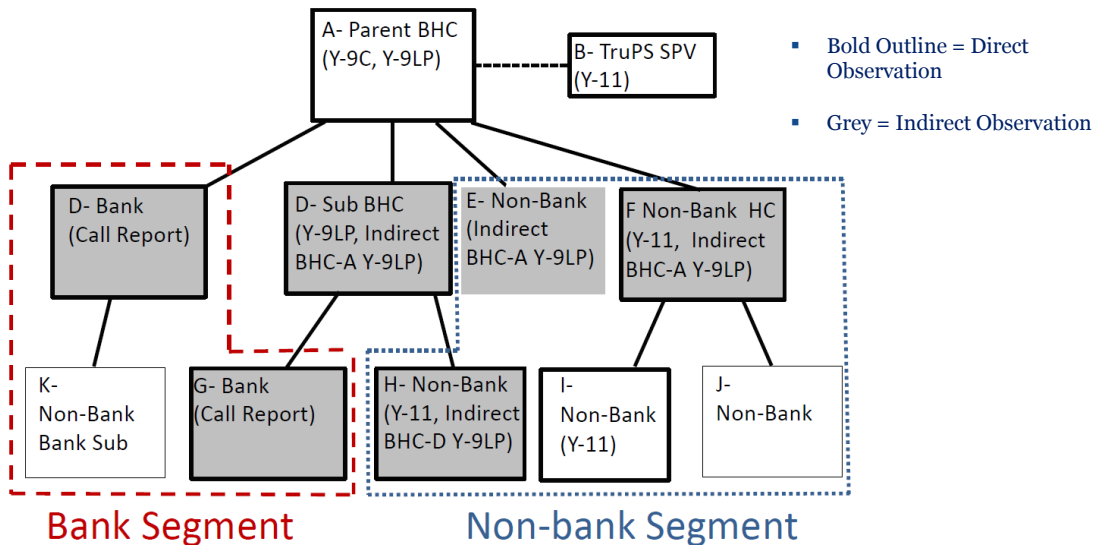 A- Parent BHC
(Y-9C, Y-9LP)
B- TruPS SPV
(Y-11)
▪ Bold Outline = Direct
Observation
▪ Grey = Indirect Observation
D- Bank
(Call Report)
D- Sub BHC
(Y-9LP, Indirect
BHC-A Y-9LP)
E- Non-Bank
(Indirect
BHC-A Y-9LP)
F Non-Bank HC
(Y-11, Indirect
BHC-A Y-9LP)
K-
Non-Bank
Bank Sub
G- Bank
(Call Report)
H- Non-Bank
(Y-11, Indirect
BHC-D Y-9LP)
I-
Non-Bank
(Y-11)
J-
Non-Bank
Bank Segment
Non-bank Segment